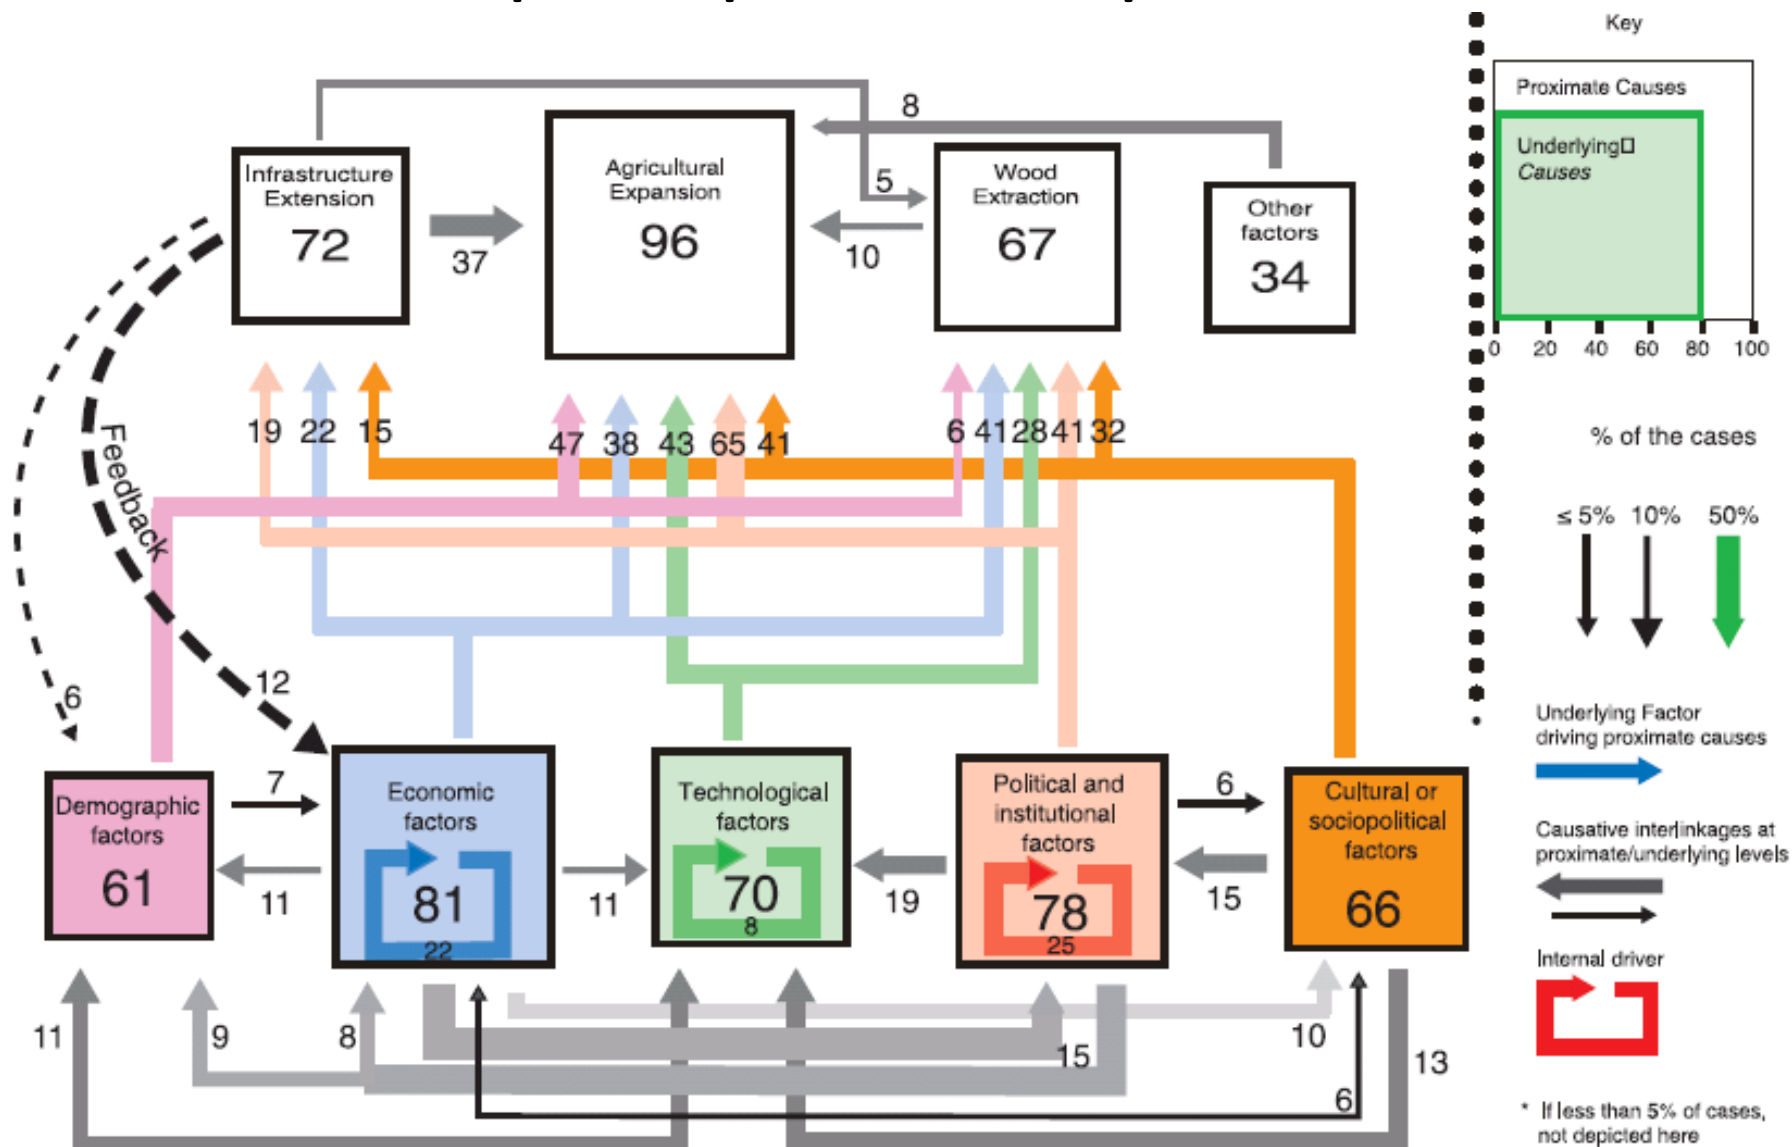 Key
Proximate Causes
Underlying□
Causes
0 20 40 60 80 100
% of the cases
≤ 5% 10% 50%
Underlying Factor
driving proximate causes
Causative interlinkages at
proximate/underlying levels
Internal driver
* If less than 5% of cases,
not depicted here
8
5
10
37
Infrastructure
Extension
72
Agricultural
Expansion
96
Wood
Extraction
67
Other
factors
34
19 22 15
47 38 43 65 41
6 41 28 41 32
Feedback
6
12
7
11
11
19
6
15
Demographic
factors
61
Economic
factors
81
22
Technological
factors
70
8
Political and
institutional
factors
78
25
Cultural or
sociopolitical
factors
66
11
9
8
15
10
6
13